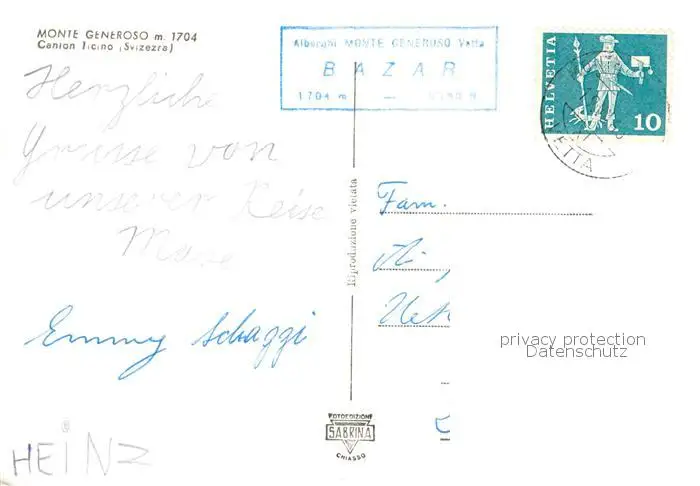 MONTE GENEROSO m. 1704
Canton Ticino (Svizzera)
Alberghi MONTE GENEROSO Vetta
BAZAR
1704 m
HELVETIA
10
ETTA
Herzliche
Grüsse von
unserer Reise
Emmy Schaggi
HEiNZ
Riproduzione vietata
Fam.
FOTOEDIZIONI
SABRINA
CHIASSO
privacy protection
Datenschutz